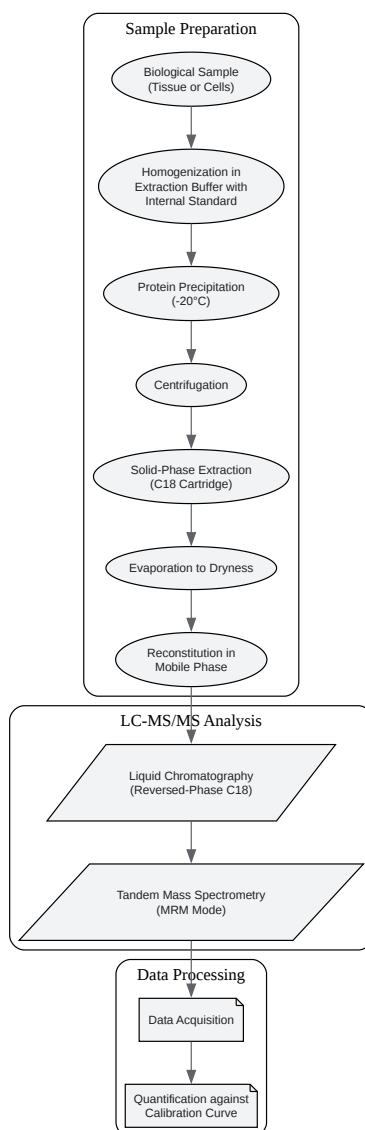 Sample Preparation
Biological Sample
(Tissue or Cells)
Homogenization in
Extraction Buffer with
Internal Standard
Protein Precipitation
(-20°C)
Centrifugation
Solid-Phase Extraction
(C18 Cartridge)
Evaporation to Dryness
Reconstitution in
Mobile Phase
LC-MS/MS Analysis
Liquid Chromatography
(Reversed-Phase C18)
Tandem Mass Spectrometry
(MRM Mode)
Data Processing
Data Acquisition
Quantification against
Calibration Curve